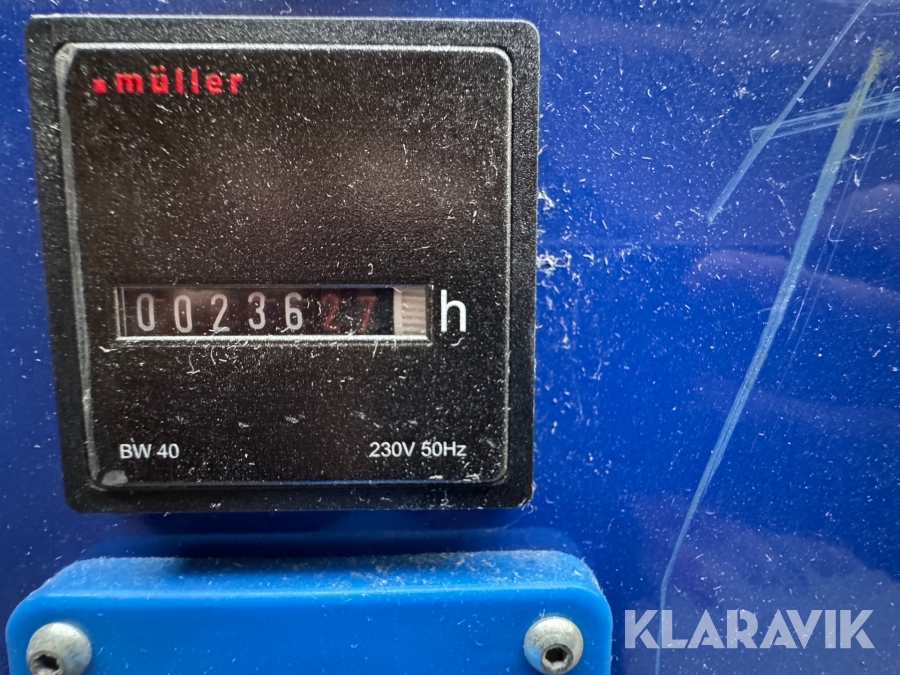 müller
0023627 h
BW 40 230V 50Hz
KLARAVIK